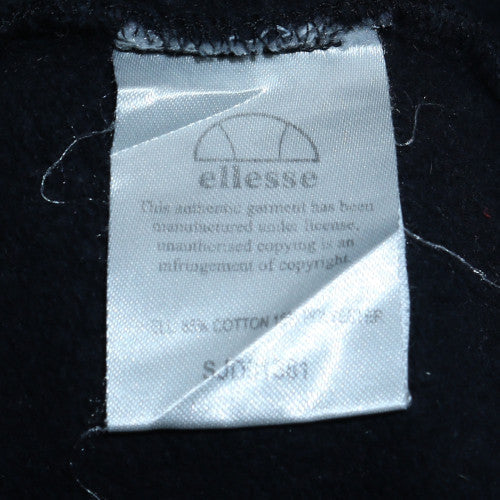 ellesse
This authentic garment has been
manufactured under license,
unauthorised copying is an
infringement of copyright.
85% COTTON